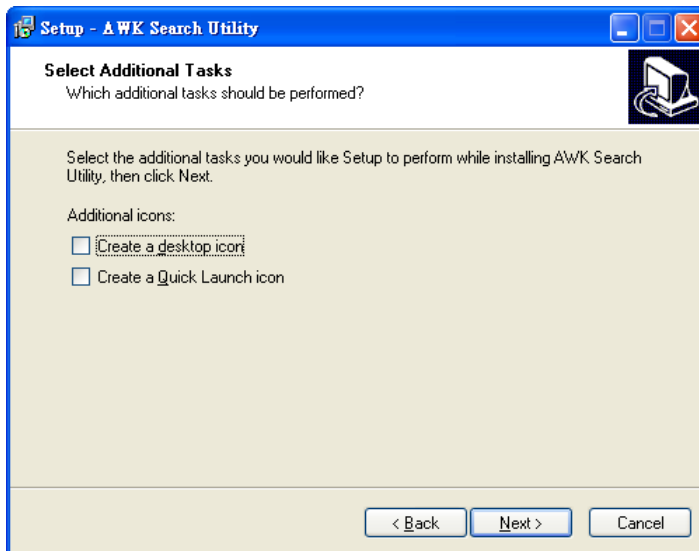 Setup - AWK Search Utility
Select Additional Tasks
Which additional tasks should be performed?
Select the additional tasks you would like Setup to perform while installing AWK Search
Utility, then click Next.
Additional icons:
Create a desktop icon
Create a Quick Launch icon
< Back Next > Cancel